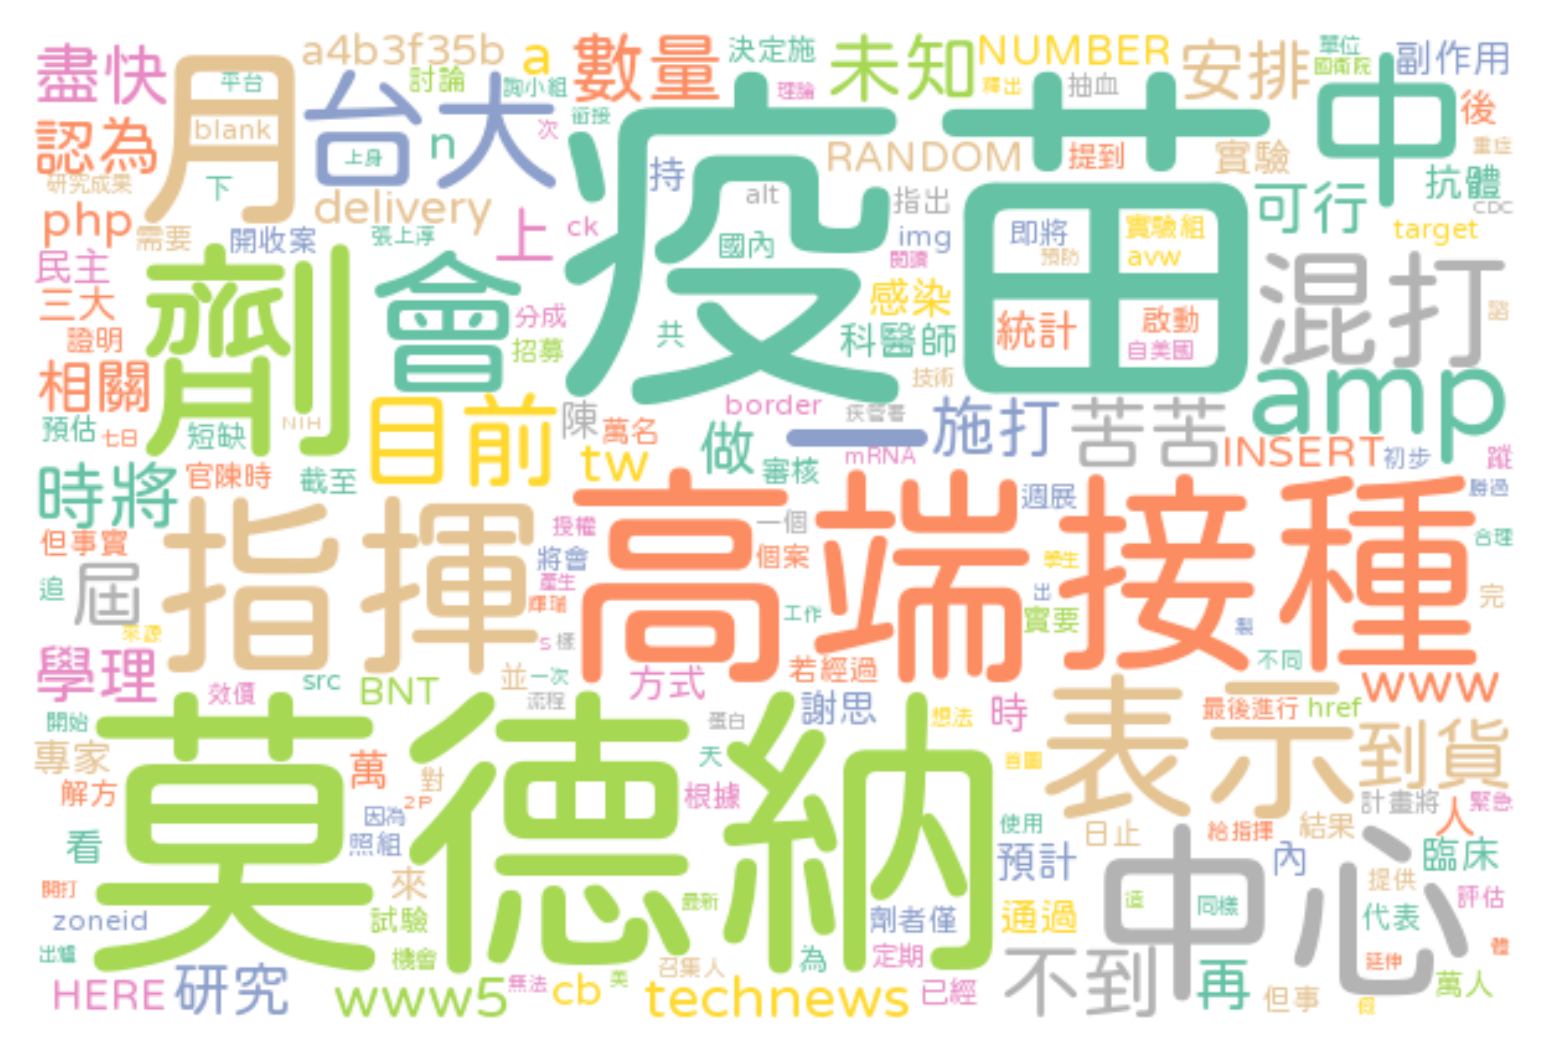 盡快
月
平台
blank
a4b3f35b
討論
a
詢小組
數量
決定施
理論
未知
NUMBER
釋出
抽血
安排
單位
國衛院
副作用
中
後
重症
認為
研究成果
台大
上身
n
次
銜接
疫苗
RANDOM
提到
實驗
抗體
CDC
php
需要
下
delivery
開收案
張上淳
上
ck
持
alt
指出
國內
img
閱讀
即將
預防
實驗組
avw
可行
target
民主
三大
證明
劑
會
分成
招募
共
感染
科醫師
技術
統計
啟動
自美國
混打
諮
相關
預估
七日
短缺
NIH
目前
陳
萬名
border
疾管署
一
施打
苦苦
amp
時將
官陳時
截至
tw
做
審核
mRNA
INSERT
初步
蹤
勝過
但事實
追
屆
來源
指揮
授權
將會
產生
輝瑞
s
樣
高端
一個
個案
工作
週展
學生
出
實要
接種
製
不同
合理
完
學理
效價
src
BNT
並
一次
流程
方式
若經過
謝思
蛋白
想法
時
表示
最後進行
href
www
到貨
開始
專家
解方
莫德納
萬
對
2P
因為
照組
天
根據
首圖
計畫將
緊急
人
看
開打
zoneid
出爐
來
試驗
機會
最新
劑者僅
定期
使用
預計
通過
日止
給指揮
結果
內
中心
造
同樣
臨床
提供
代表
評估
延伸
體
萬人
HERE
研究
www5
無法
cb
美
召集人
technews
為
已經
不到
再
但事